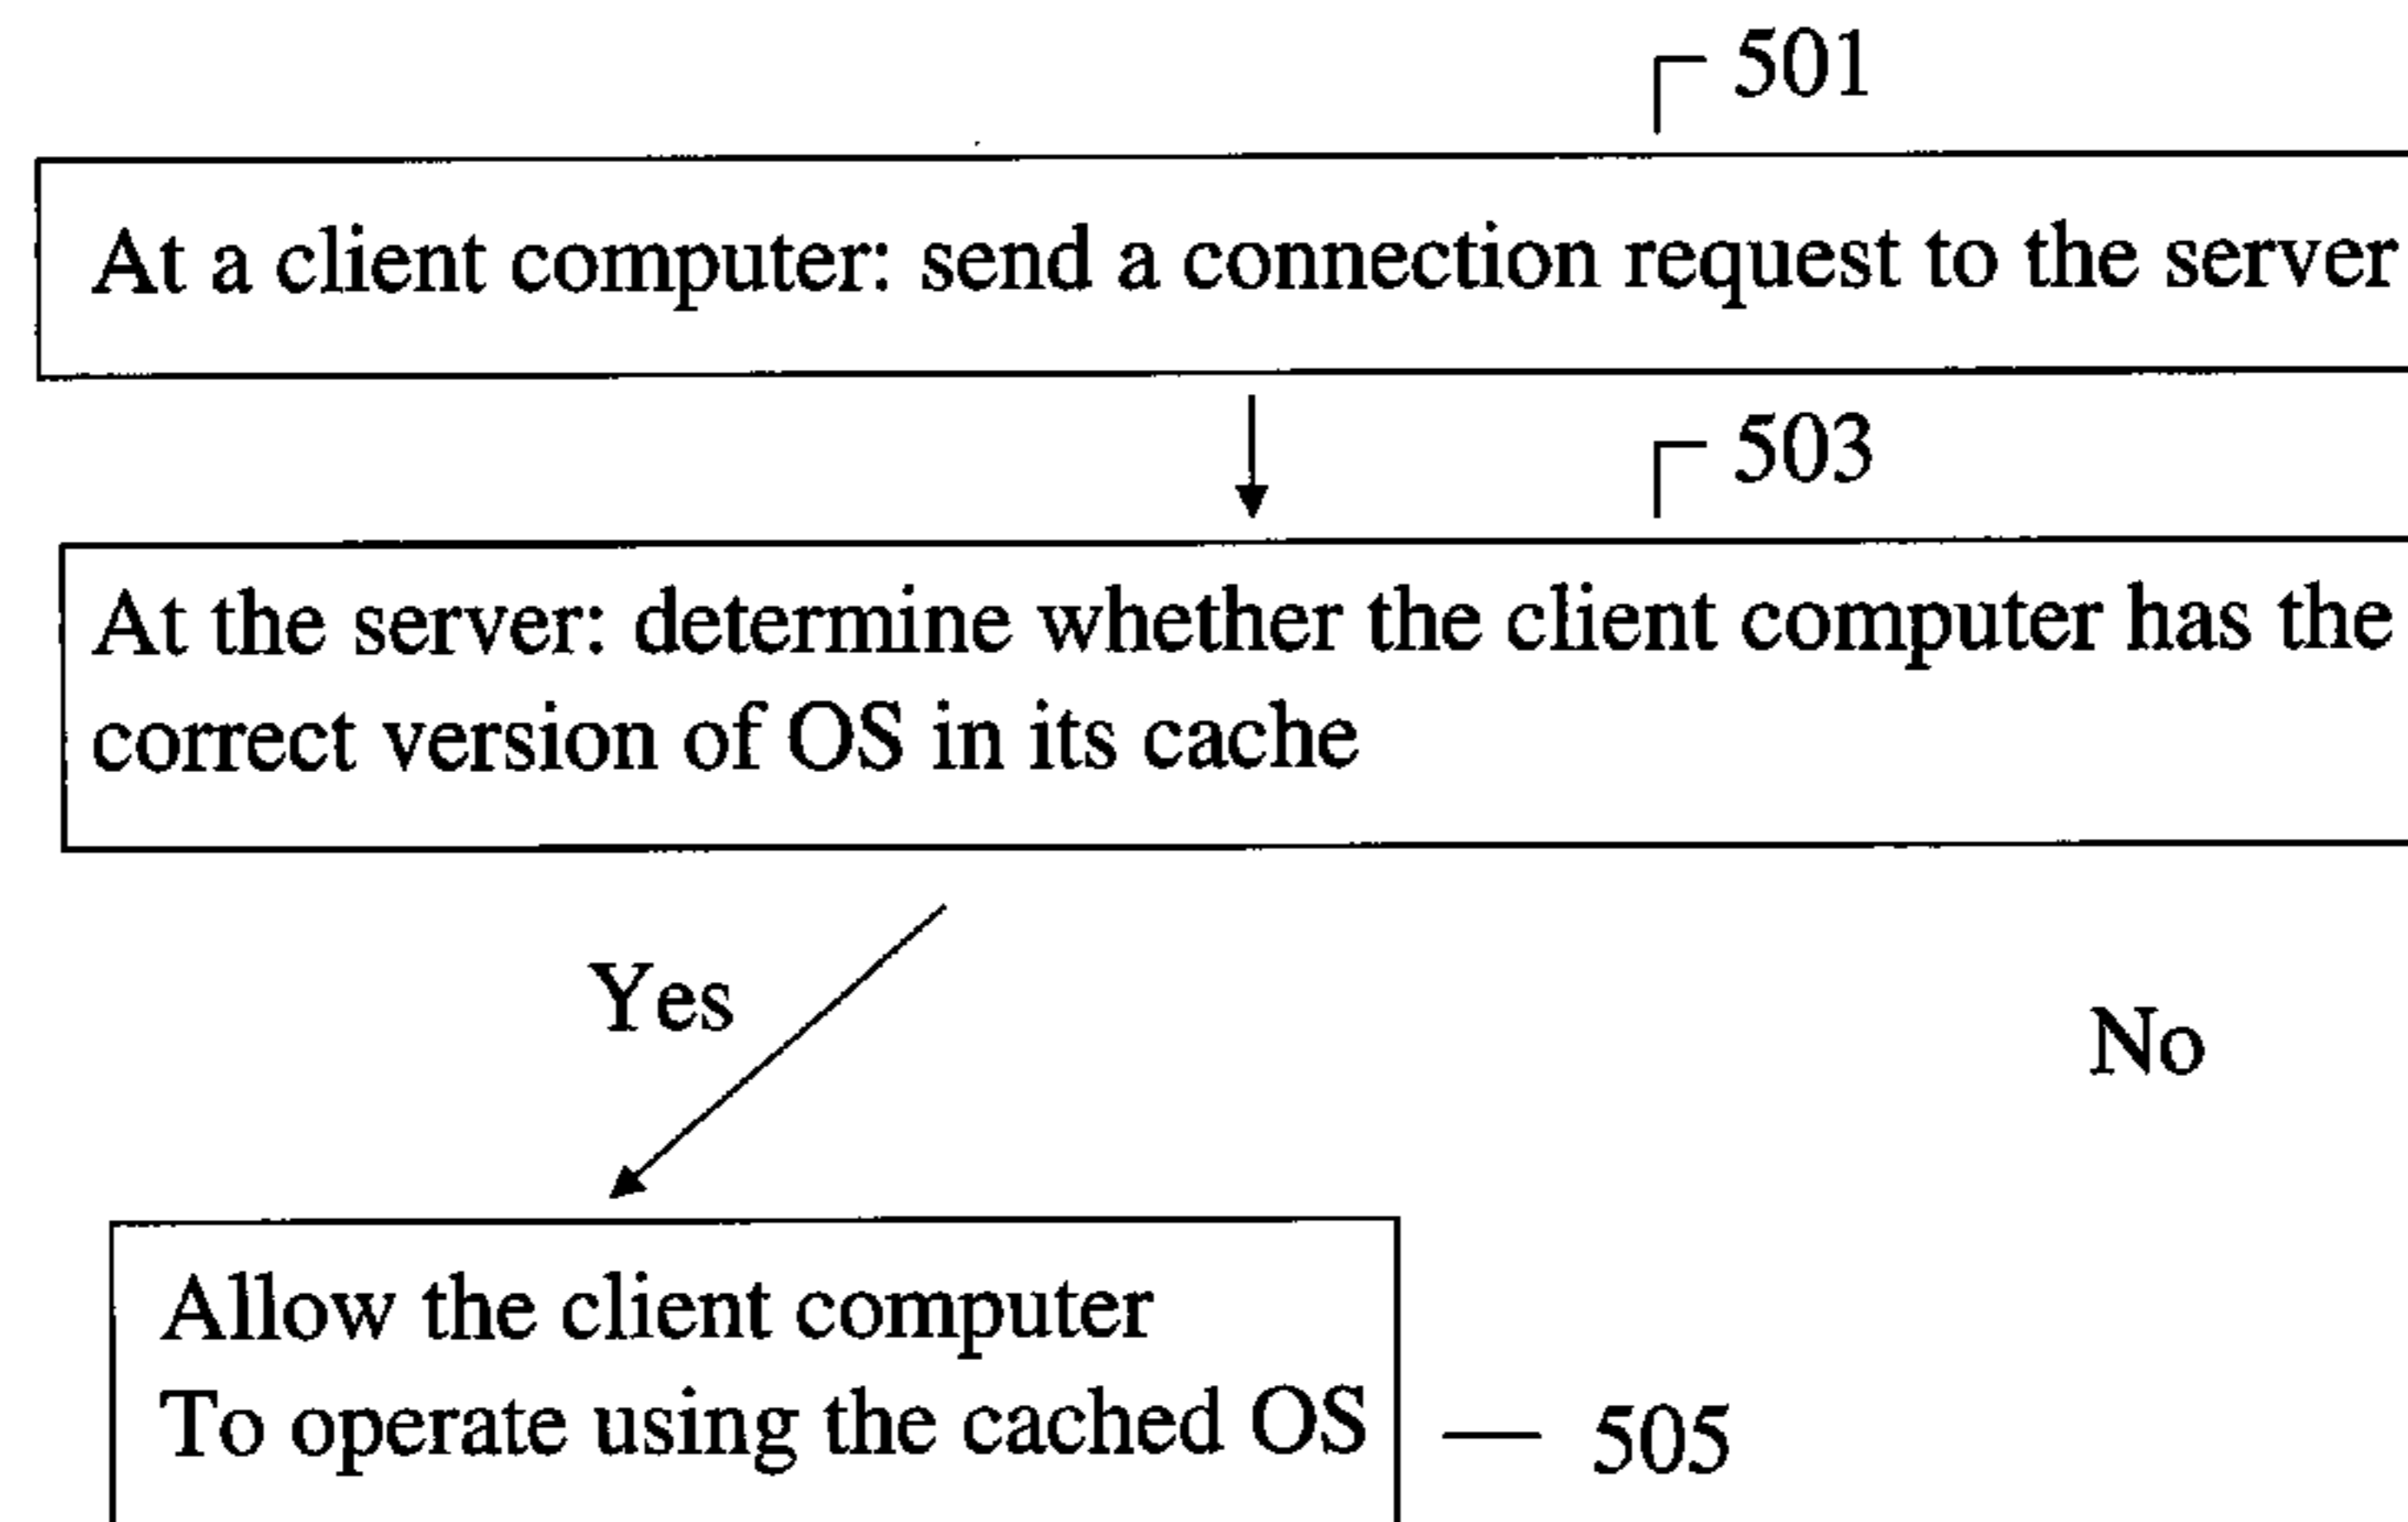 501
At a client computer: send a connection request to the server
503
At the server: determine whether the client computer has the
correct version of OS in its cache
Yes
No
Allow the client computer
To operate using the cached OS
505